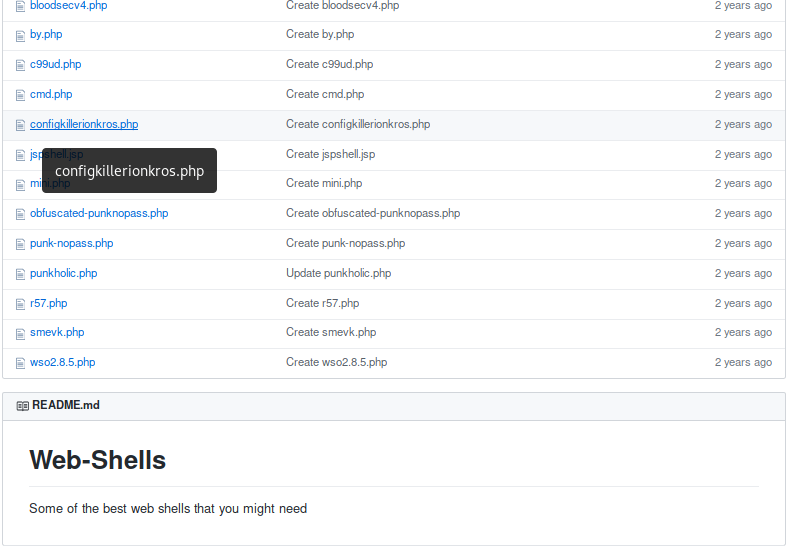 bloodsecv4.php Create bloodsecv4.php 2 years ago
by.php Create by.php 2 years ago
c99ud.php Create c99ud.php 2 years ago
cmd.php Create cmd.php 2 years ago
configkillerionkros.php Create configkillerionkros.php 2 years ago
jspshell.jsp Create jspshell.jsp 2 years ago
configkillerionkros.php
mini.php Create mini.php 2 years ago
obfuscated-punknopass.php Create obfuscated-punknopass.php 2 years ago
punk-nopass.php Create punk-nopass.php 2 years ago
punkholic.php Update punkholic.php 2 years ago
r57.php Create r57.php 2 years ago
smevk.php Create smevk.php 2 years ago
wso2.8.5.php Create wso2.8.5.php 2 years ago
README.md
Web-Shells
Some of the best web shells that you might need